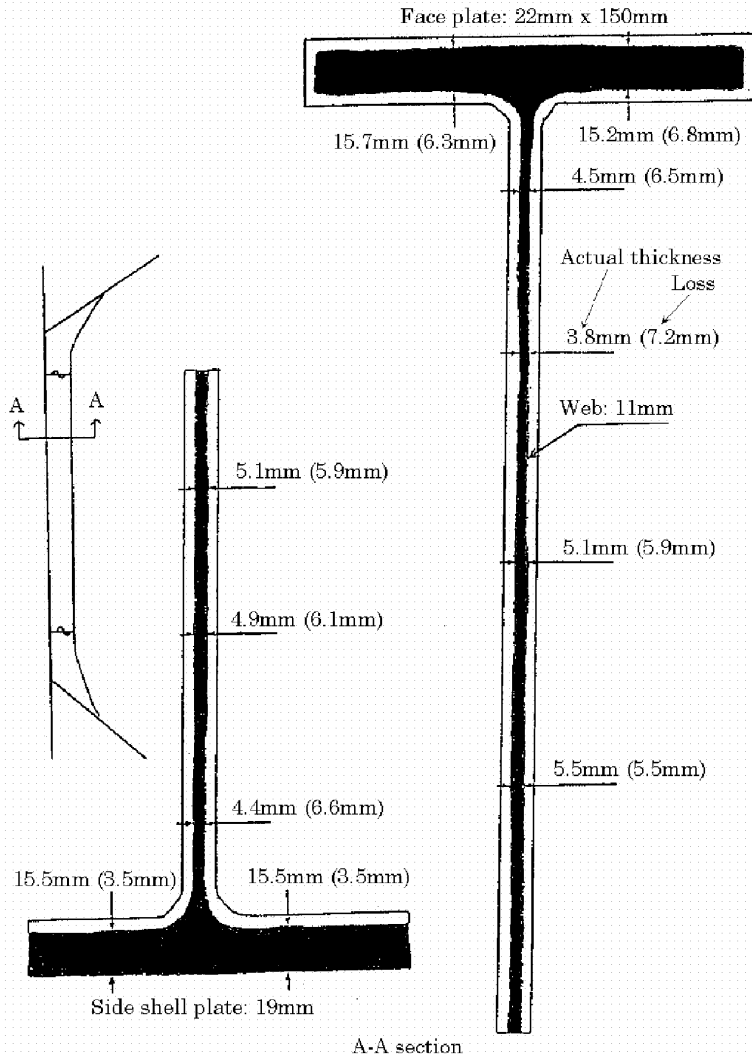 Face plate: 22mm x 150mm
15.7mm (6.3mm)
15.2mm (6.8mm)
4.5mm (6.5mm)
Actual thickness
Loss
3.8mm (7.2mm)
A
A
Web: 11mm
5.1mm (5.9mm)
5.1mm (5.9mm)
4.9mm (6.1mm)
5.5mm (5.5mm)
4.4mm (6.6mm)
15.5mm (3.5mm)
15.5mm (3.5mm)
Side shell plate: 19mm
A-A section